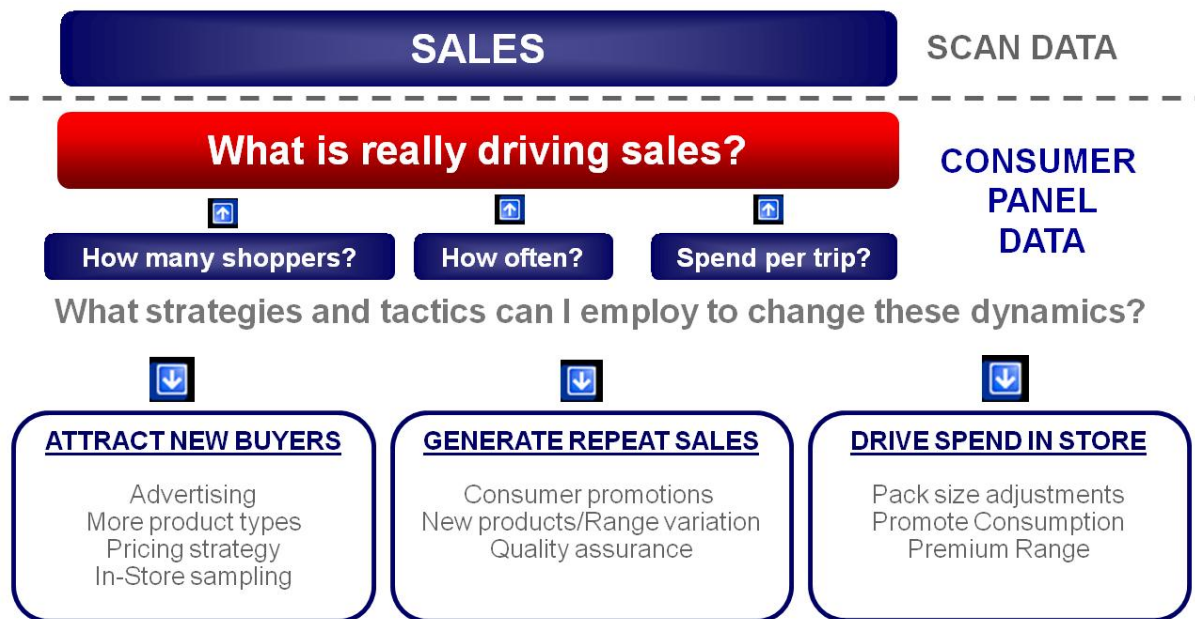 SALES
SCAN DATA
What is really driving sales?
CONSUMER
PANEL
DATA
How many shoppers?
How often?
Spend per trip?
What strategies and tactics can I employ to change these dynamics?
ATTRACT NEW BUYERS
Advertising
More product types
Pricing strategy
In-Store sampling
GENERATE REPEAT SALES
Consumer promotions
New products/Range variation
Quality assurance
DRIVE SPEND IN STORE
Pack size adjustments
Promote Consumption
Premium Range